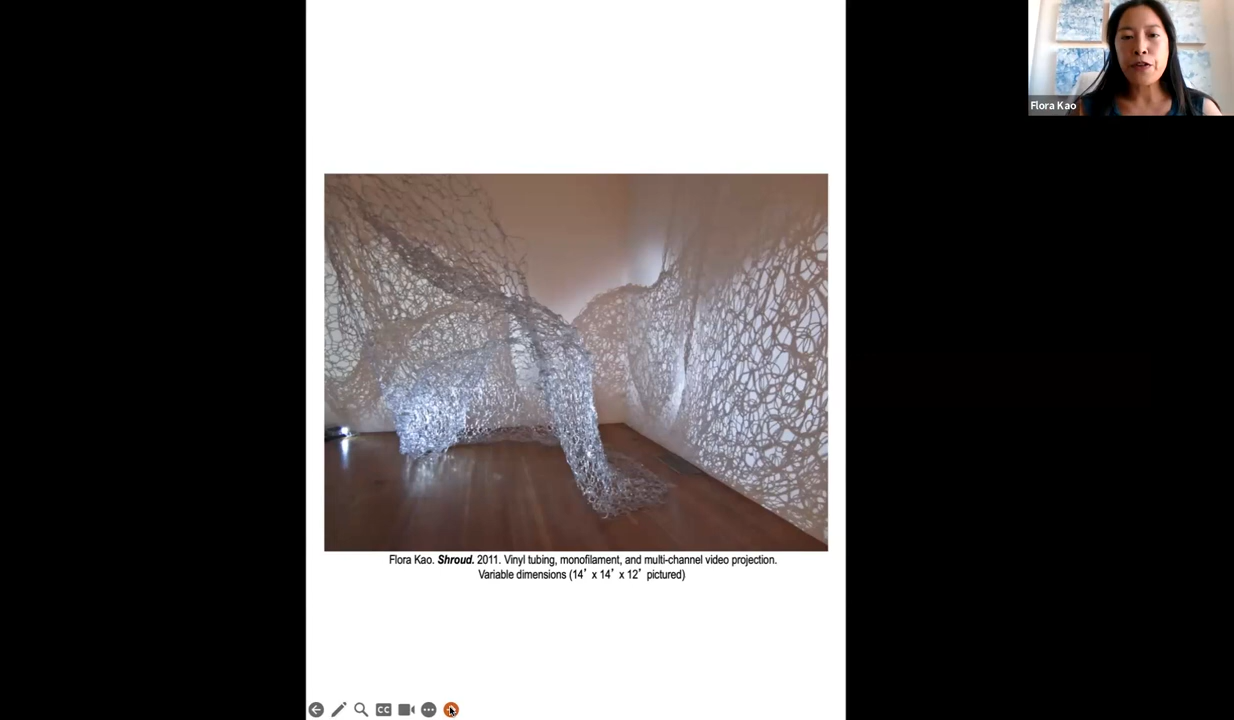 Flora Kao
Flora Kao. Shroud. 2011. Vinyl tubing, monofilament, and multi-channel video projection.
Variable dimensions (14’ x 14’ x 12’ pictured)
CC